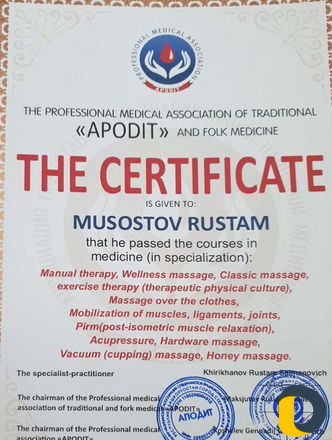 PROFESSIONAL MEDICAL ASSOCIATION
APODIT
THE PROFESSIONAL MEDICAL ASSOCIATION OF TRADITIONAL
«APODIT» AND FOLK MEDICINE
THE CERTIFICATE
IS GIVEN TO:
MUSOSTOV RUSTAM
that he passed the courses in
medicine (in specialization):
Manual therapy, Wellness massage, Classic massage,
exercise therapy (therapeutic physical culture),
Massage over the clothes,
Mobilization of muscles, ligaments, joints,
Pirm(post-isometric muscle relaxation),
Acupressure, Hardware massage,
Vacuum (cupping) massage, Honey massage.
The specialist-practitioner
Khirikhanov Rustam
The chairman of the Professional medical
association of traditional and fork medicine «APODIT»
АПОДИТ
The chairman of the Professional medical
association «APODIT»